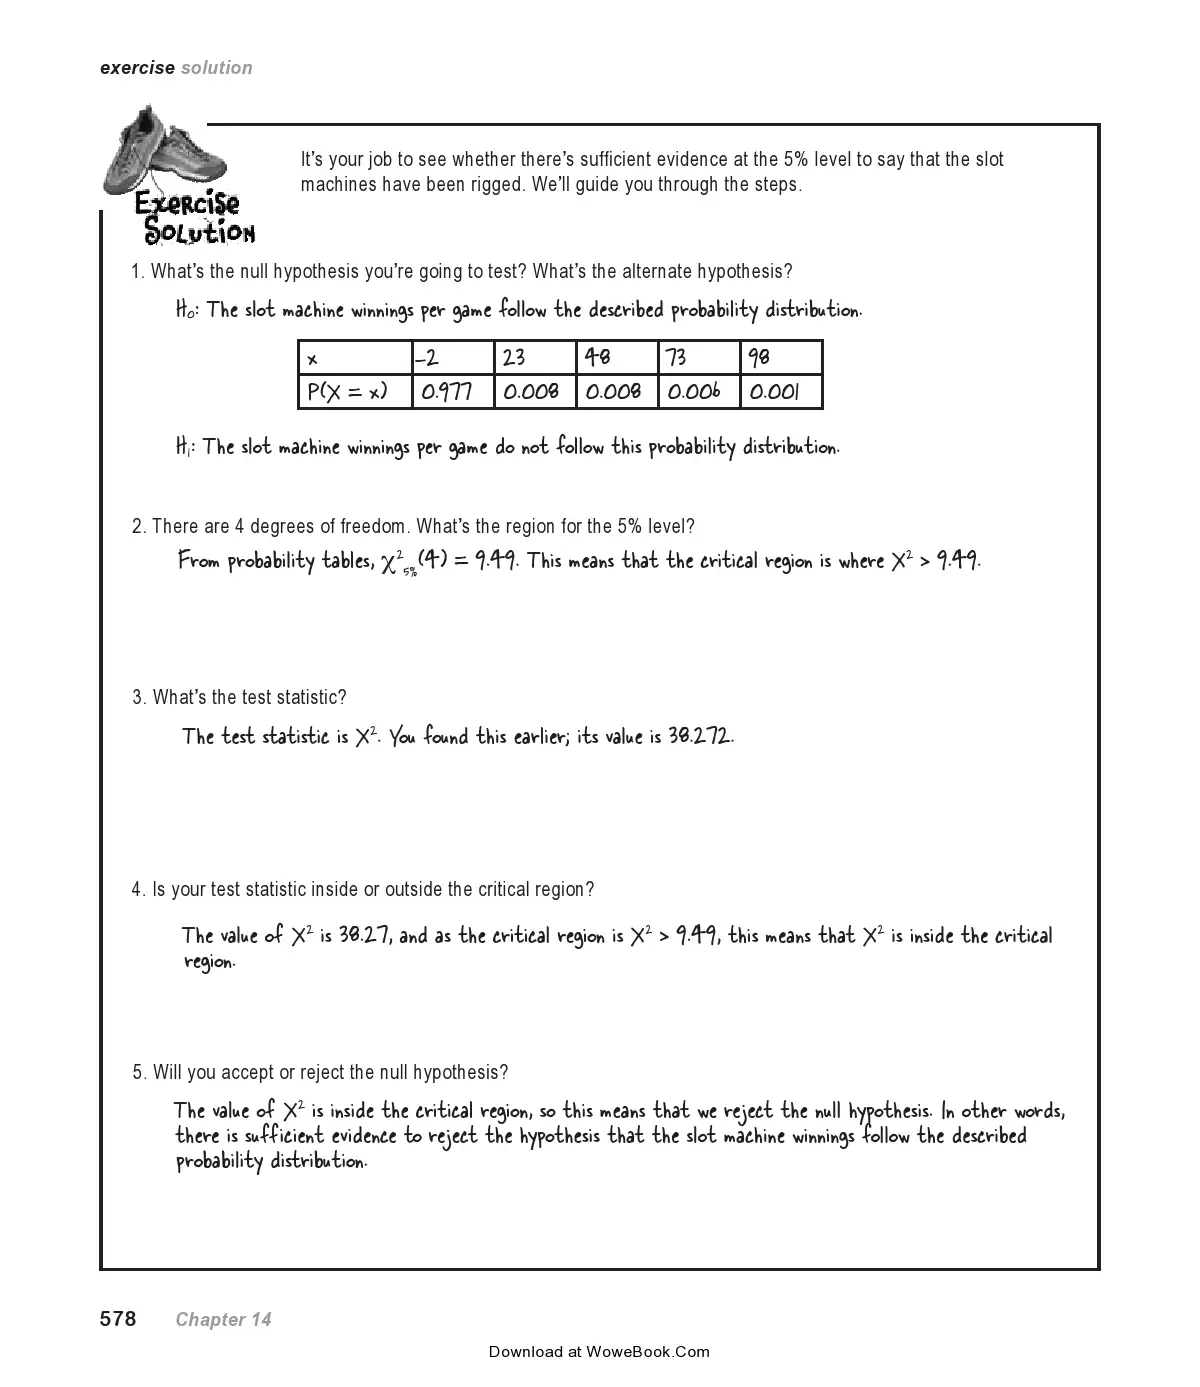 exercise solution
It's your job to see whether there's sufficient evidence at the 5% level to say that the slot
machines have been rigged. We'll guide you through the steps.
Exercise
Solution
1. What's the null hypothesis you're going to test? What's the alternate hypothesis?
H₀: The slot machine winnings per game follow the described probability distribution.
x -2 23 48 73 98
P(X = x) 0.977 0.008 0.008 0.006 0.001
H₁: The slot machine winnings per game do not follow this probability distribution.
2. There are 4 degrees of freedom. What's the region for the 5% level?
From probability tables, χ²₅%(4) = 9.49. This means that the critical region is where X² > 9.49.
3. What's the test statistic?
The test statistic is X². You found this earlier; its value is 38.272.
4. Is your test statistic inside or outside the critical region?
The value of X² is 38.27, and as the critical region is X² > 9.49, this means that X² is inside the critical
region.
5. Will you accept or reject the null hypothesis?
The value of X² is inside the critical region, so this means that we reject the null hypothesis. In other words,
there is sufficient evidence to reject the hypothesis that the slot machine winnings follow the described
probability distribution.
578 Chapter 14
Download at WoweBook.Com